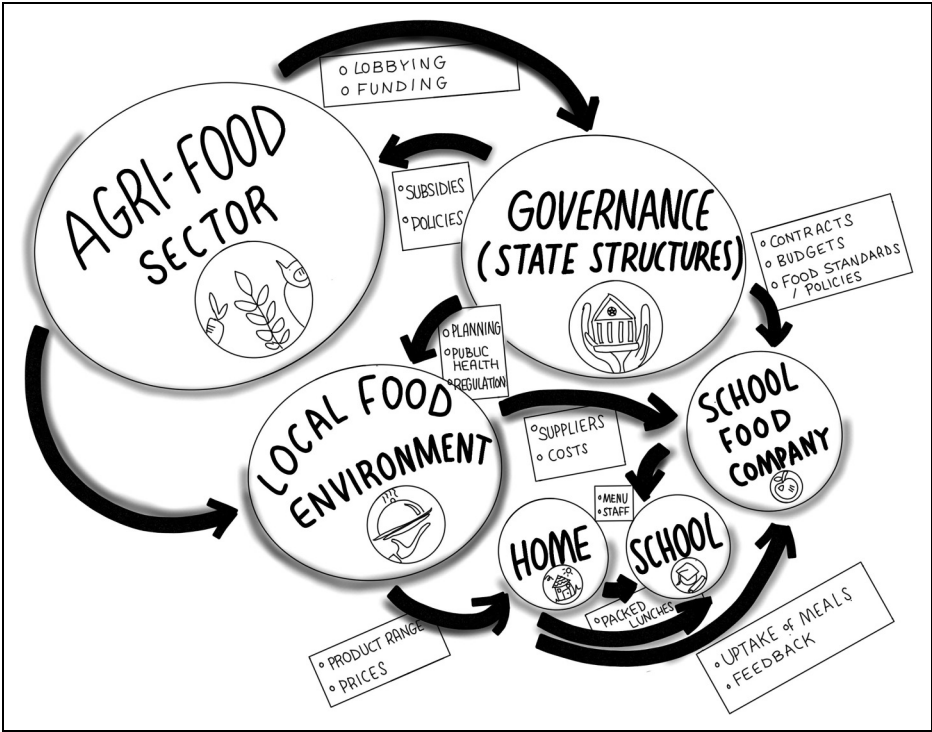 ○ LOBBYING
○ FUNDING
AGRI-FOOD
SECTOR
○ SUBSIDIES
○ POLICIES
GOVERNANCE
(STATE STRUCTURES)
○ CONTRACTS
○ BUDGETS
○ FOOD STANDARDS
/ POLICIES
○ PLANNING
○ PUBLIC
HEALTH
○ REGULATION
LOCAL FOOD
ENVIRONMENT
○ SUPPLIERS
○ COSTS
SCHOOL
FOOD
COMPANY
○ MENU
○ STAFF
HOME
SCHOOL
○ PACKED
LUNCHES
○ PRODUCT RANGE
○ PRICES
○ UPTAKE of MEALS
○ FEEDBACK